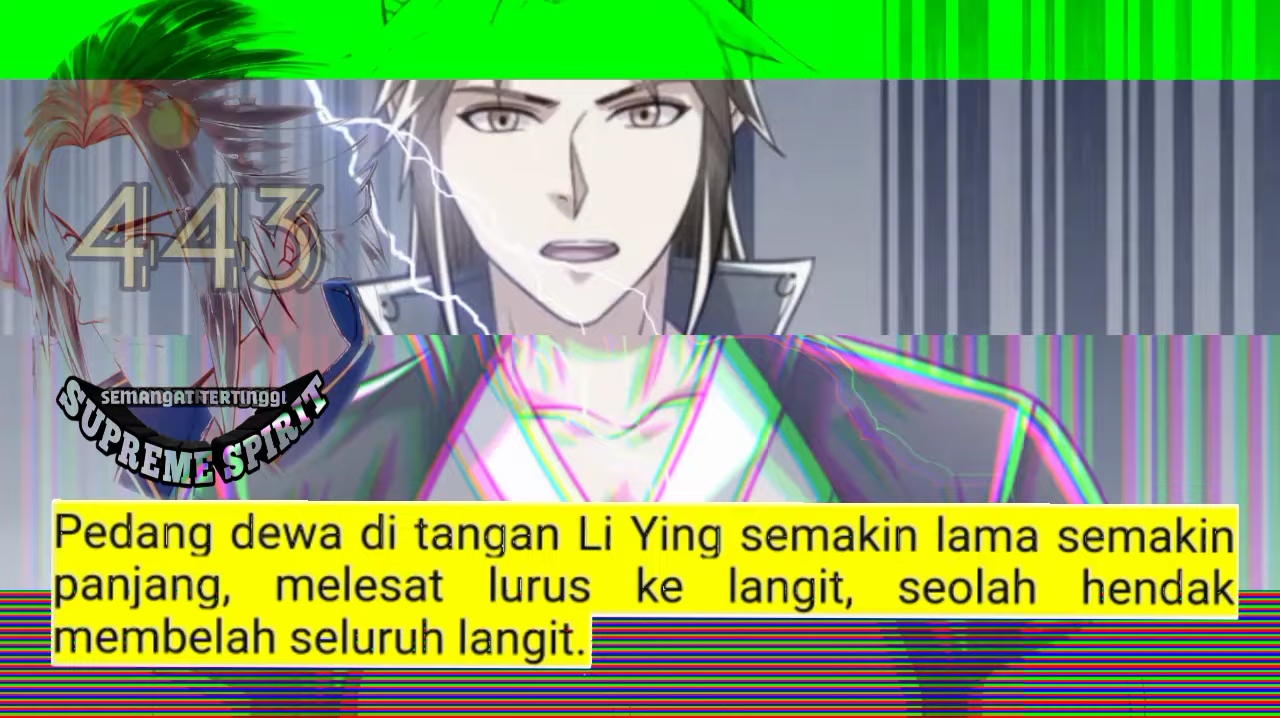 443
SEMANGAT TERTINGGI
SUPREME SPIRIT
Pedang dewa di tangan Li Ying semakin lama semakin
panjang, melesat lurus ke langit, seolah hendak
membelah seluruh langit.